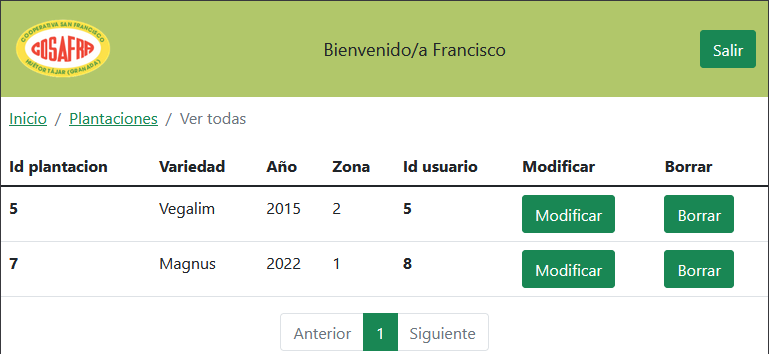 COOPERATIVA SAN FRANCISCO
COSAFRA
HUÉTOR TÁJAR (GRANADA)
Bienvenido/a Francisco
Salir
Inicio / Plantaciones / Ver todas
Id plantacion Variedad Año Zona Id usuario Modificar Borrar
5 Vegalim 2015 2 5 Modificar Borrar
7 Magnus 2022 1 8 Modificar Borrar
Anterior 1 Siguiente